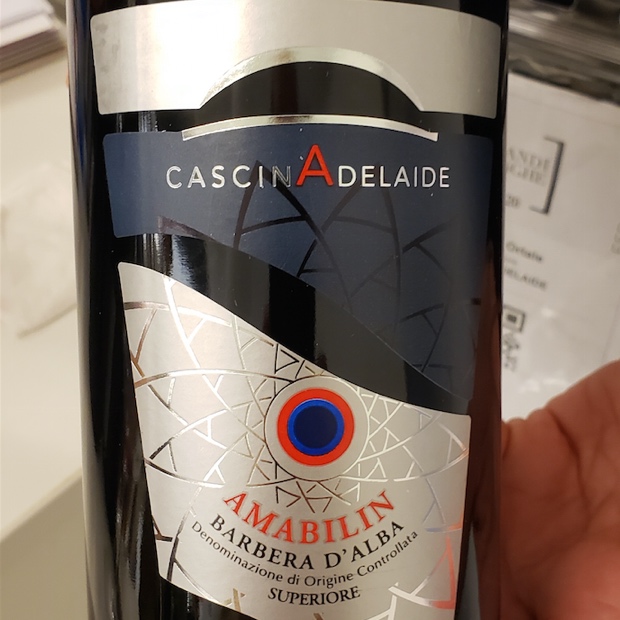 CASCINADELAIDE
AMABILIN
BARBERA D'ALBA
Denominazione di Origine Controllata
SUPERIORE